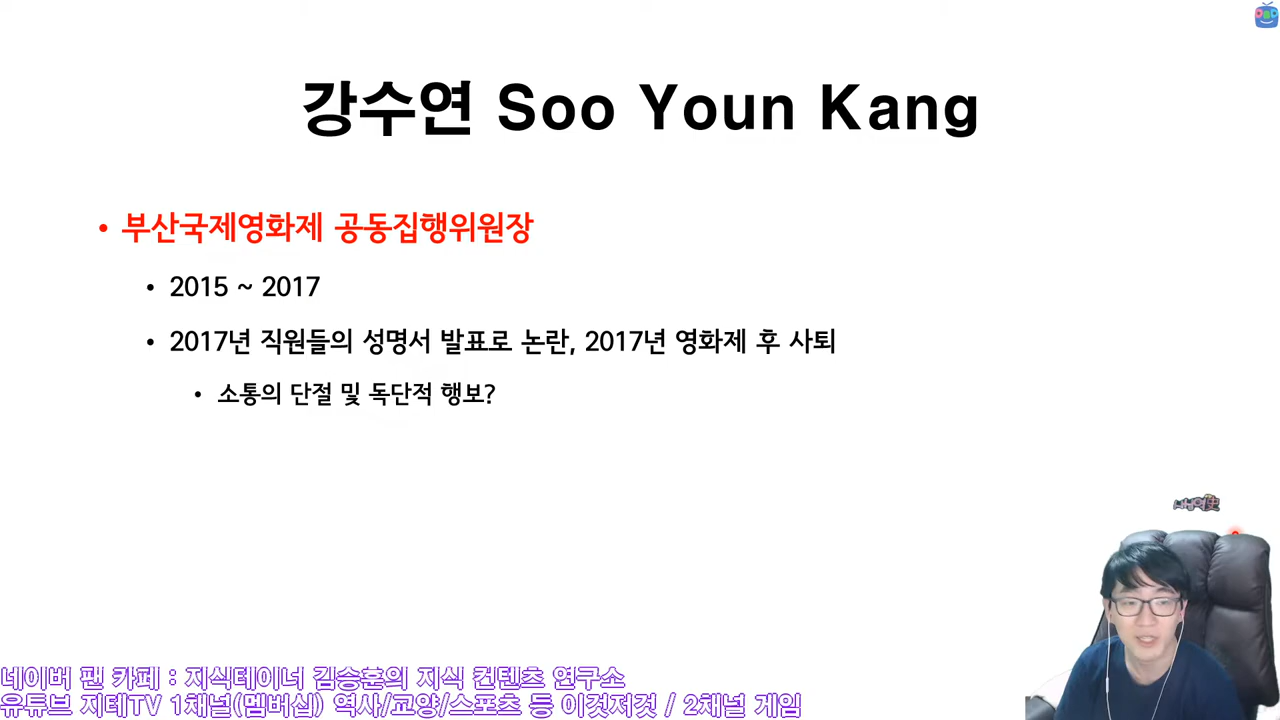 강수연 Soo Youn Kang
• 부산국제영화제 공동집행위원장
• 2015 ~ 2017
• 2017년 직원들의 성명서 발표로 논란, 2017년 영화제 후 사퇴
• 소통의 단절 및 독단적 행보?
네이버 팬 카페 : 지식테이너 김승훈의 지식 컨텐츠 연구소
유튜브 지테TV 1채널(멤버십) 역사/교양/스포츠 등 이것저것 / 2채널 게임